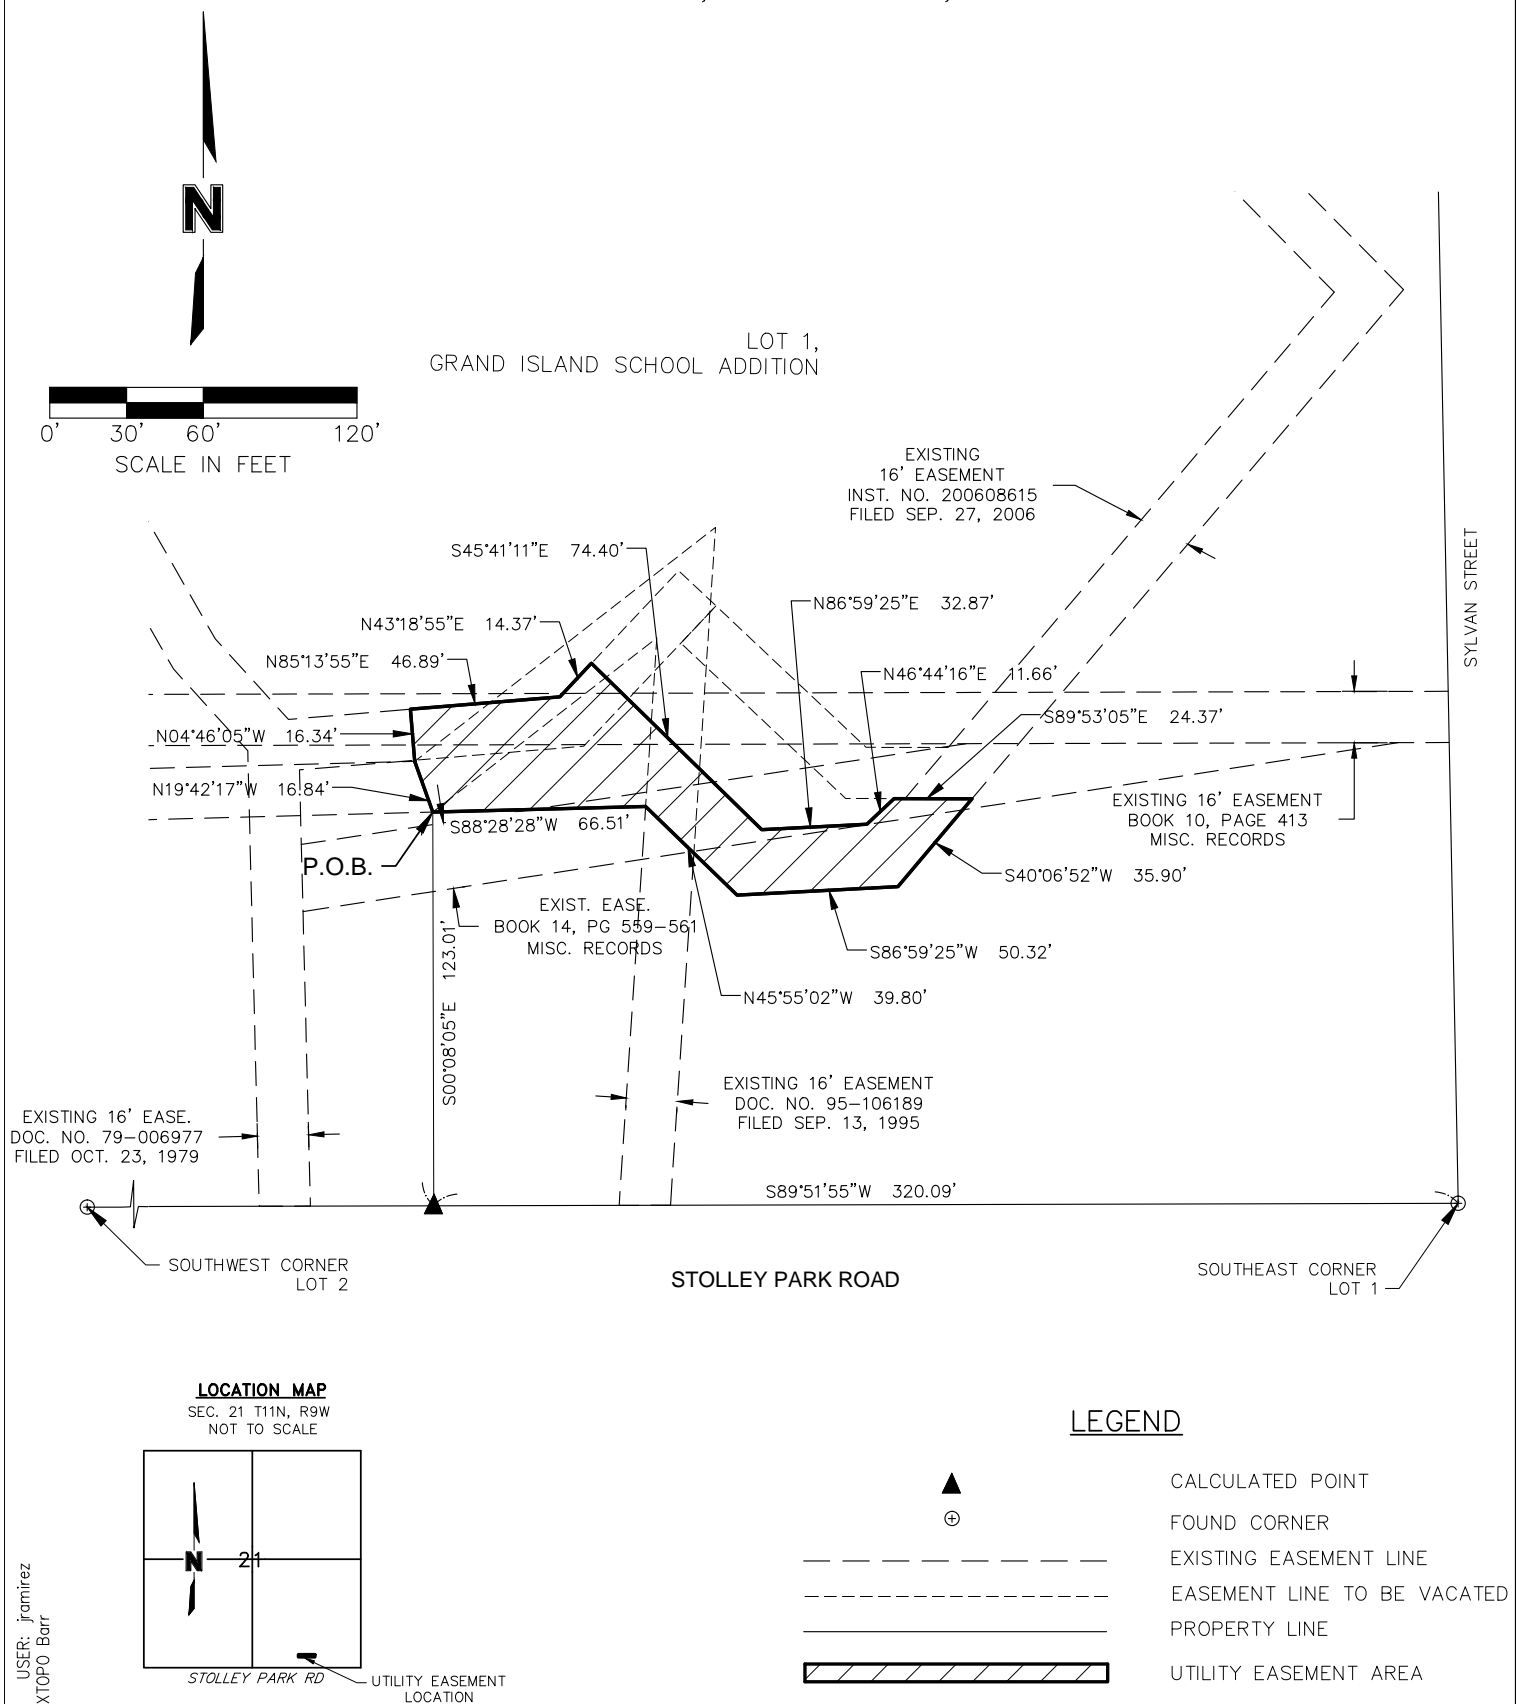 N
0' 30' 60' 120'
SCALE IN FEET
LOT 1,
GRAND ISLAND SCHOOL ADDITION
EXISTING
16' EASEMENT
INST. NO. 200608615
FILED SEP. 27, 2006
SYLVAN STREET
S45°41'11"E 74.40'
N86°59'25"E 32.87'
N43°18'55"E 14.37'
N85°13'55"E 46.89'
N46°44'16"E 11.66'
S89°53'05"E 24.37'
N04°46'05"W 16.34'
N19°42'17"W 16.84'
S88°28'28"W 66.51'
EXISTING 16' EASEMENT
BOOK 10, PAGE 413
MISC. RECORDS
P.O.B.
S40°06'52"W 35.90'
EXIST. EASE.
BOOK 14, PG 559-561
MISC. RECORDS
S86°59'25"W 50.32'
N45°55'02"W 39.80'
S00°08'05"E 123.01'
EXISTING 16' EASEMENT
DOC. NO. 95-106189
FILED SEP. 13, 1995
EXISTING 16' EASE.
DOC. NO. 79-006977
FILED OCT. 23, 1979
S89°51'55"W 320.09'
SOUTHWEST CORNER
LOT 2
STOLLEY PARK ROAD
SOUTHEAST CORNER
LOT 1
LOCATION MAP
SEC. 21 T11N, R9W
NOT TO SCALE
N
21
STOLLEY PARK RD
UTILITY EASEMENT
LOCATION
LEGEND
CALCULATED POINT
FOUND CORNER
EXISTING EASEMENT LINE
EASEMENT LINE TO BE VACATED
PROPERTY LINE
UTILITY EASEMENT AREA
USER: jramirez
XTOPO Barr